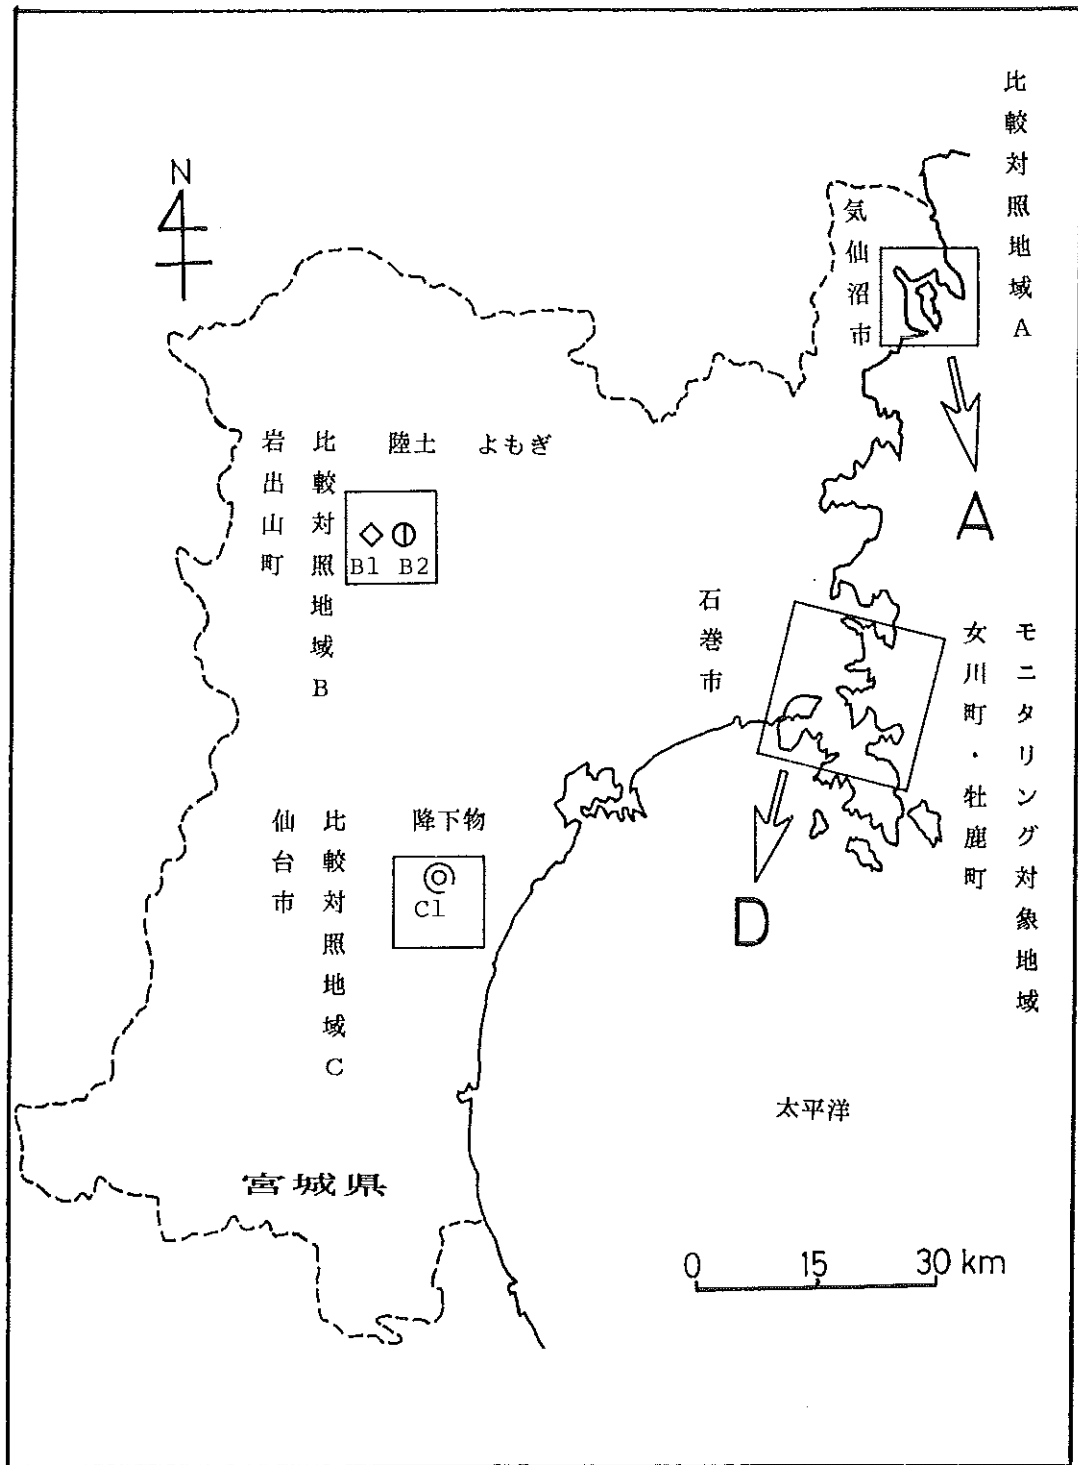 比較対照地域A
N
気仙沼市
A
陸土 よもぎ
比較対照地域B
岩出山町
B1 B2
石巻市
モニタリング対象地域
女川町・牡鹿町
D
降下物
比較対照地域C
仙台市
C1
太平洋
宮城県
0 15 30 km